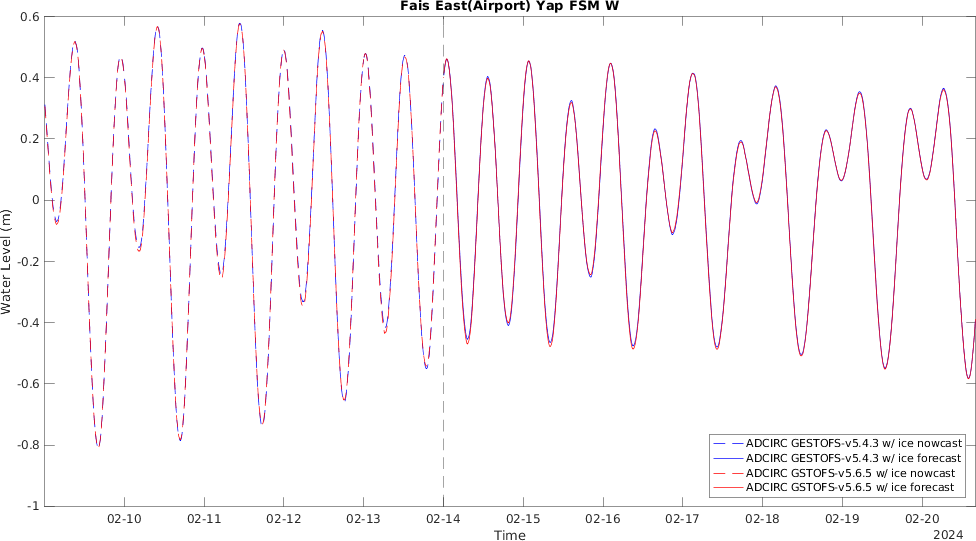 Fais East(Airport) Yap FSM W
Water Level (m)
0.6
0.4
0.2
0
-0.2
-0.4
-0.6
-0.8
-1
ADCIRC GESTOFS-v5.4.3 w/ ice nowcast
ADCIRC GESTOFS-v5.4.3 w/ ice forecast
ADCIRC GSTOFS-v5.6.5 w/ ice nowcast
ADCIRC GSTOFS-v5.6.5 w/ ice forecast
02-10 02-11 02-12 02-13 02-14 02-15 02-16 02-17 02-18 02-19 02-20
Time
2024